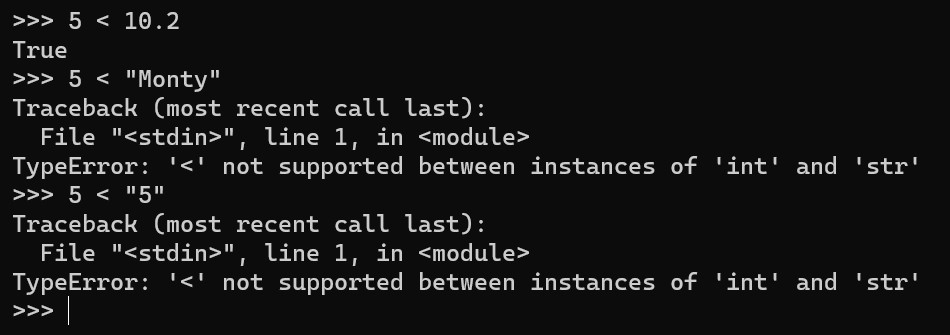 >>> 5 < 10.2
True
>>> 5 < "Monty"
Traceback (most recent call last):
  File "<stdin>", line 1, in <module>
TypeError: '<' not supported between instances of 'int' and 'str'
>>> 5 < "5"
Traceback (most recent call last):
  File "<stdin>", line 1, in <module>
TypeError: '<' not supported between instances of 'int' and 'str'
>>>